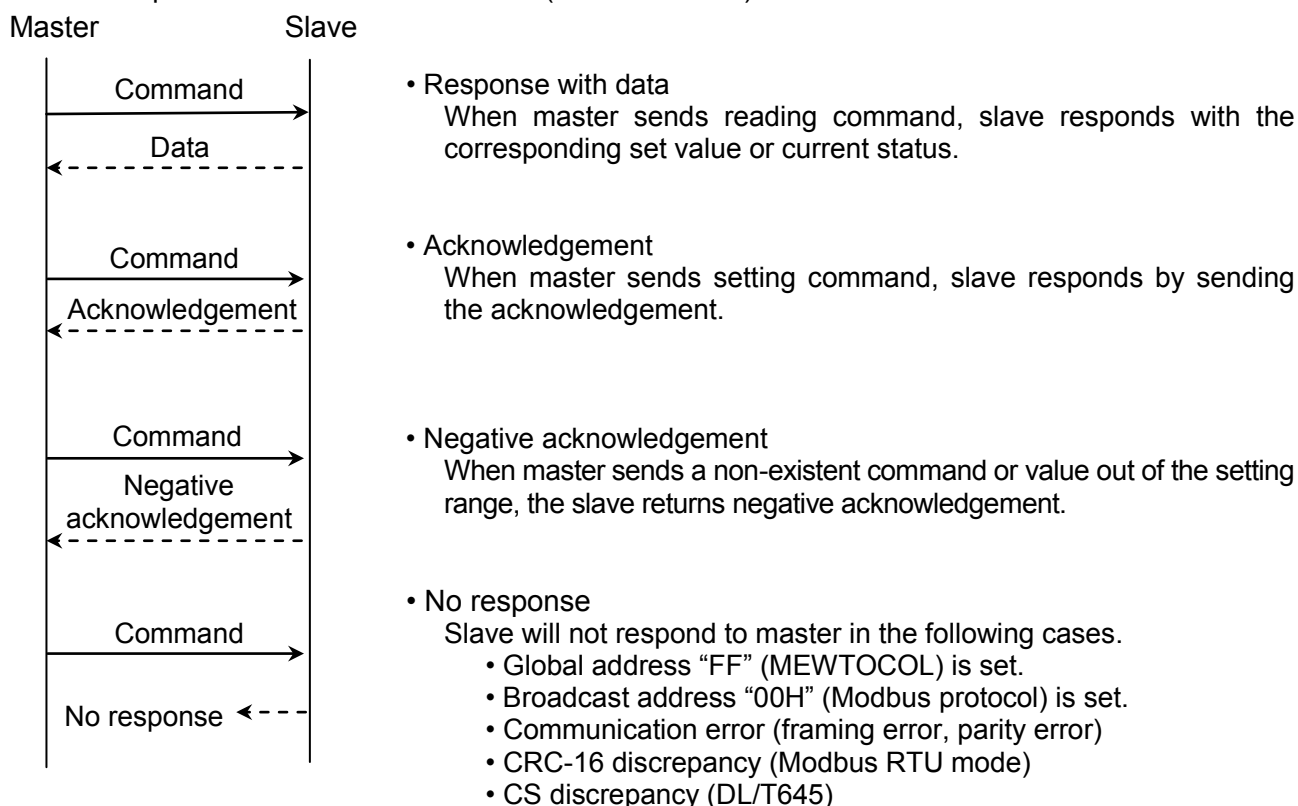 Master Slave
Command
Data
• Response with data
When master sends reading command, slave responds with the
corresponding set value or current status.
Command
Acknowledgement
• Acknowledgement
When master sends setting command, slave responds by sending
the acknowledgement.
Command
Negative
acknowledgement
• Negative acknowledgement
When master sends a non-existent command or value out of the setting
range, the slave returns negative acknowledgement.
Command
No response
• No response
Slave will not respond to master in the following cases.
• Global address “FF” (MEWTOCOL) is set.
• Broadcast address “00H” (Modbus protocol) is set.
• Communication error (framing error, parity error)
• CRC-16 discrepancy (Modbus RTU mode)
• CS discrepancy (DL/T645)